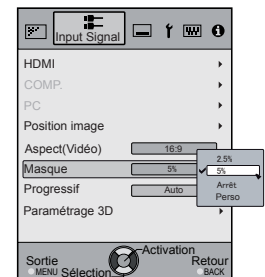 Input Signal
HDMI
COMP.
PC
Position image
Aspect(Vidéo) 16:9
Masque 5%
2.5%
5%
Arrêt
Perso
Progressif Auto
Paramétrage 3D
Activation
Sortie Retour
MENU Sélection BACK